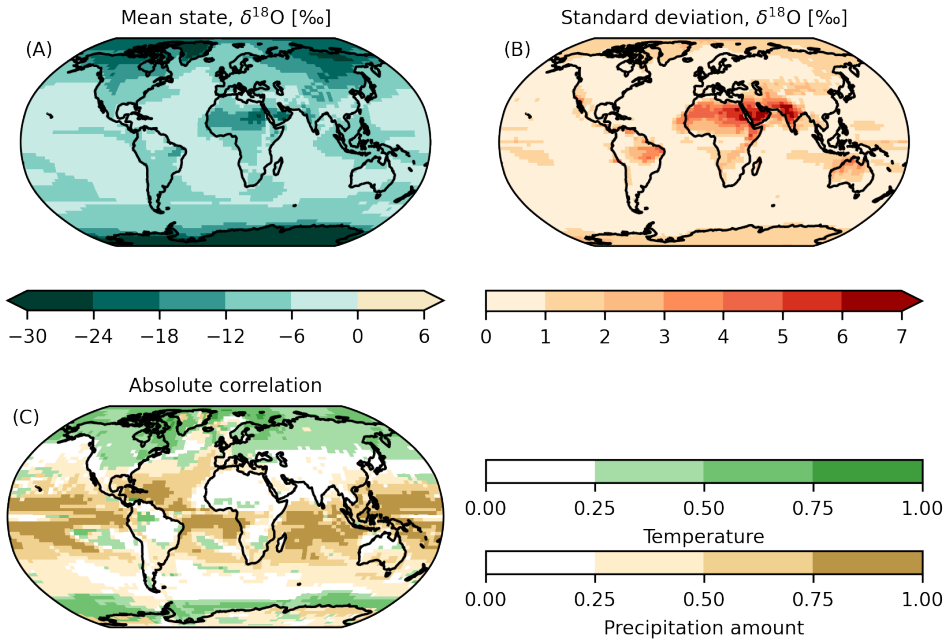 Mean state, δ¹⁸O [‰]
Standard deviation, δ¹⁸O [‰]
(A)
(B)
−30 −24 −18 −12 −6 0 6
0 1 2 3 4 5 6 7
Absolute correlation
(C)
0.00 0.25 0.50 0.75 1.00
Temperature
0.00 0.25 0.50 0.75 1.00
Precipitation amount